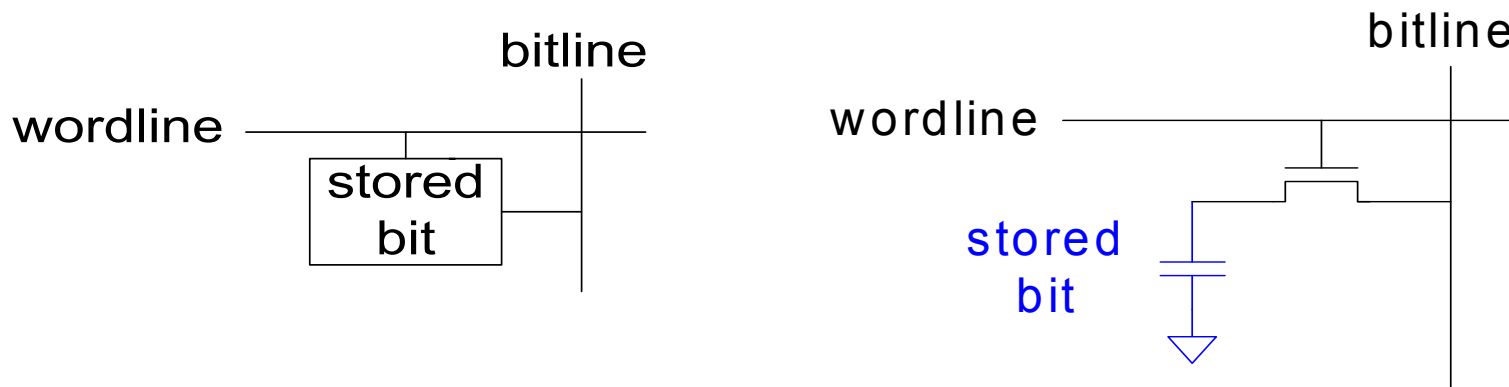 bitline
wordline
stored
bit
bitline
wordline
stored
bit